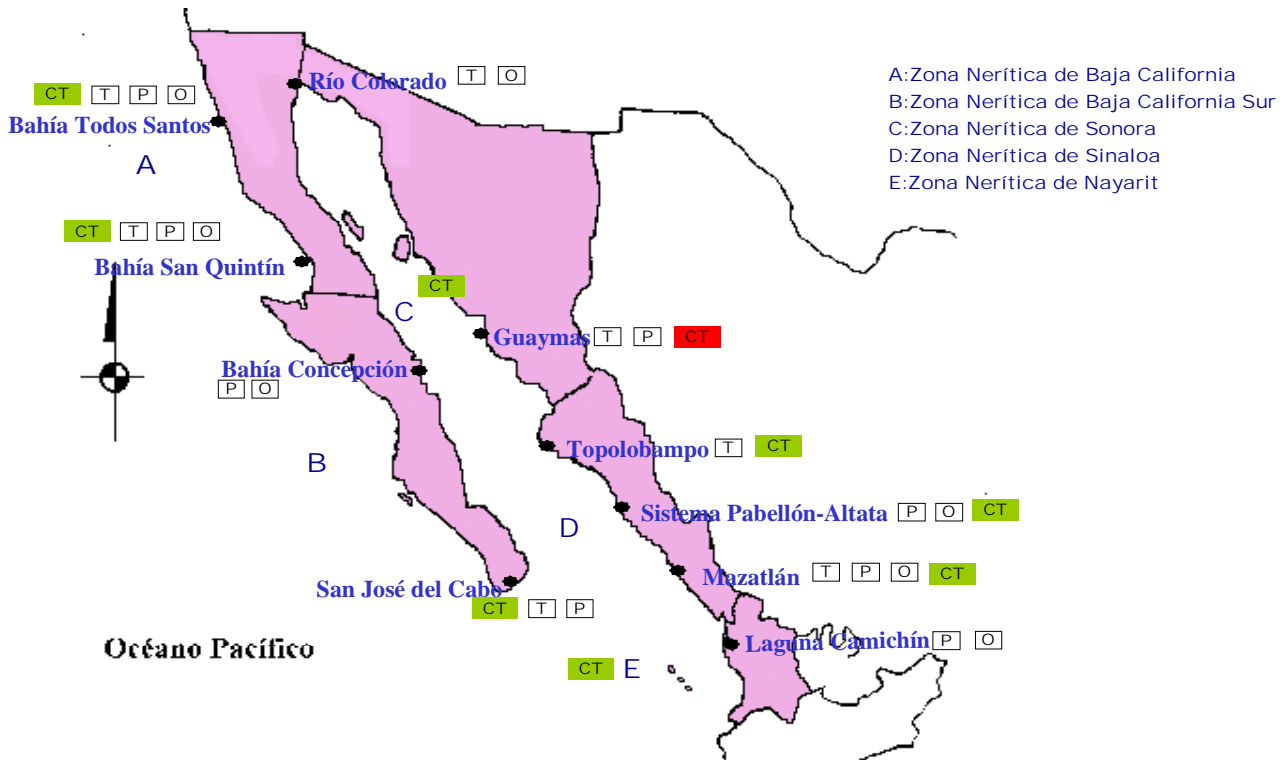 Río Colorado T O
A:Zona Nerítica de Baja California
B:Zona Nerítica de Baja California Sur
C:Zona Nerítica de Sonora
D:Zona Nerítica de Sinaloa
E:Zona Nerítica de Nayarit
CT T P O
Bahía Todos Santos
A
CT T P O
Bahía San Quintín
C CT
Guaymas T P CT
Bahía Concepción
P O
Topolobampo T CT
B
Sistema Pabellón-Altata P O CT
D
Mazatlán T P O CT
San José del Cabo
CT T P
Laguna Camichín P O
Océano Pacífico
CT E